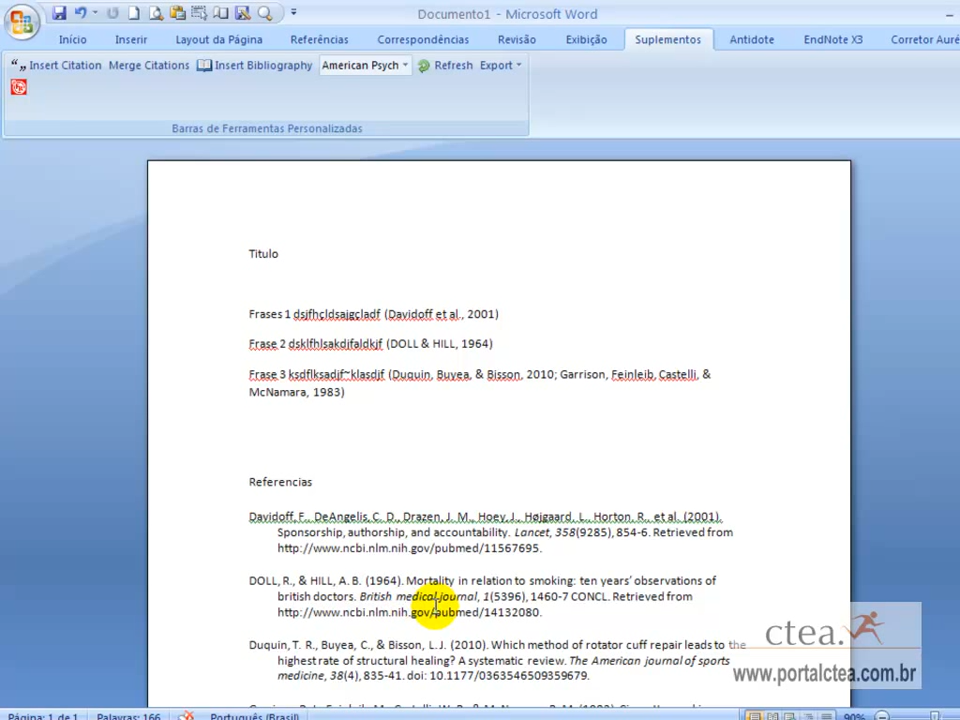 Documento1 - Microsoft Word
Início Inserir Layout da Página Referências Correspondências Revisão Exibição Suplementos Antidote EndNote X3 Corretor Auré
“ „ Insert Citation Merge Citations Insert Bibliography American Psych Refresh Export
Barras de Ferramentas Personalizadas
Titulo
Frases 1 dsjfhçldsajgçladf (Davidoff et al., 2001)
Frase 2 dsklfhlsakdjfaldkjf (DOLL & HILL, 1964)
Frase 3 ksdflksadjf~klasdjf (Duquin, Buyea, & Bisson, 2010; Garrison, Feinleib, Castelli, &
McNamara, 1983)
Referencias
Davidoff, F., DeAngelis, C. D., Drazen, J. M., Hoey, J., Højgaard, L., Horton, R., et al. (2001).
Sponsorship, authorship, and accountability. Lancet, 358(9285), 854-6. Retrieved from
http://www.ncbi.nlm.nih.gov/pubmed/11567695.
DOLL, R., & HILL, A. B. (1964). Mortality in relation to smoking: ten years' observations of
british doctors. British medical journal, 1(5396), 1460-7 CONCL. Retrieved from
http://www.ncbi.nlm.nih.gov/pubmed/14132080.
Duquin, T. R., Buyea, C., & Bisson, L. J. (2010). Which method of rotator cuff repair leads to the
highest rate of structural healing? A systematic review. The American journal of sports
medicine, 38(4), 835-41. doi: 10.1177/0363546509359679.
ctea.
www.portalctea.com.br
Página: 1 de 1 Palavras: 166 Português (Brasil) 90%